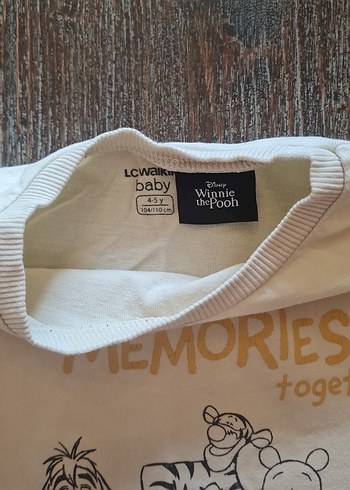 LCWAIKI
baby
4-5 y
104/110 cm
Disney
Winnie
the Pooh
MEMORIES
toget